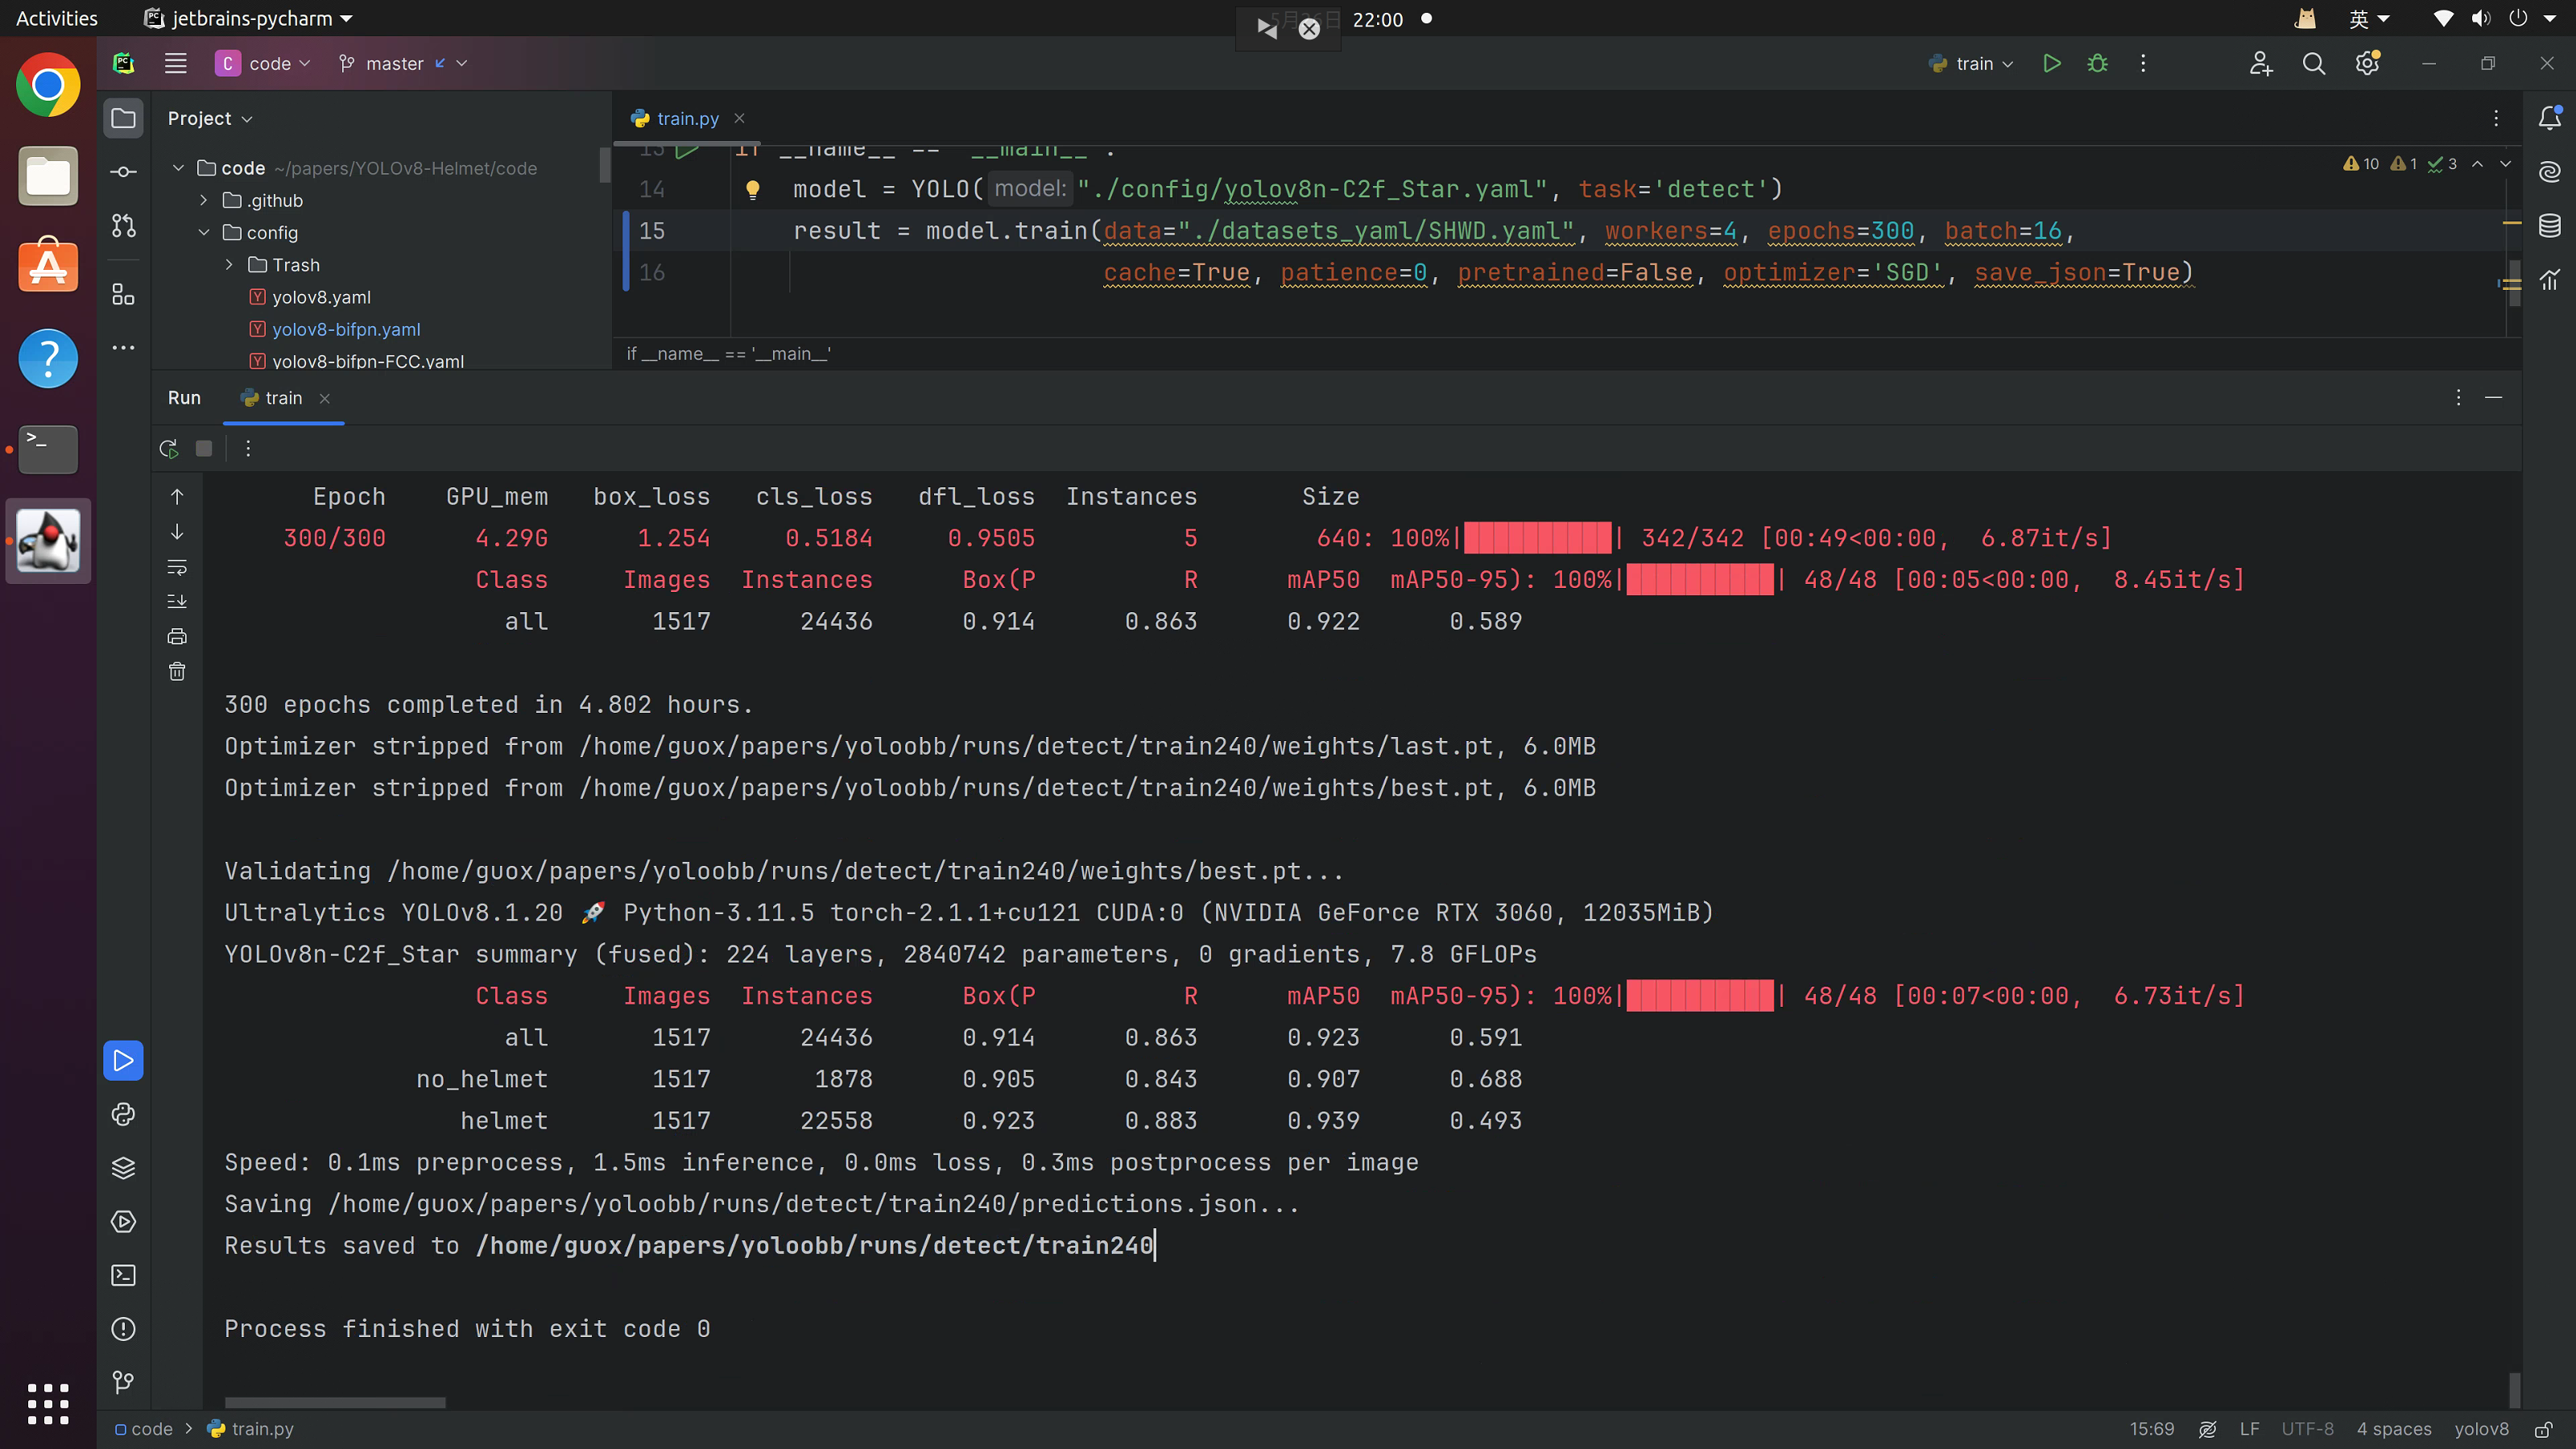 Activities jetbrains-pycharm 22:00 英
code master train
Project train.py
code ~/papers/YOLOv8-Helmet/code
.github
config
Trash
yolov8.yaml
yolov8-bifpn.yaml
yolov8-bifpn-FCC.yaml
13 if __name__ == '__main__':
10 1 3
14 model = YOLO( model: "./config/yolov8n-C2f_Star.yaml", task='detect')
15 result = model.train(data="./datasets_yaml/SHWD.yaml", workers=4, epochs=300, batch=16,
16 cache=True, patience=0, pretrained=False, optimizer='SGD', save_json=True)
if __name__ == '__main__'
Run train
Epoch GPU_mem box_loss cls_loss dfl_loss Instances Size
300/300 4.29G 1.254 0.5184 0.9505 5 640: 100%|██████████| 342/342 [00:49<00:00, 6.87it/s]
Class Images Instances Box(P R mAP50 mAP50-95): 100%|██████████| 48/48 [00:05<00:00, 8.45it/s]
all 1517 24436 0.914 0.863 0.922 0.589
300 epochs completed in 4.802 hours.
Optimizer stripped from /home/guox/papers/yoloobb/runs/detect/train240/weights/last.pt, 6.0MB
Optimizer stripped from /home/guox/papers/yoloobb/runs/detect/train240/weights/best.pt, 6.0MB
Validating /home/guox/papers/yoloobb/runs/detect/train240/weights/best.pt...
Ultralytics YOLOv8.1.20 🚀 Python-3.11.5 torch-2.1.1+cu121 CUDA:0 (NVIDIA GeForce RTX 3060, 12035MiB)
YOLOv8n-C2f_Star summary (fused): 224 layers, 2840742 parameters, 0 gradients, 7.8 GFLOPs
Class Images Instances Box(P R mAP50 mAP50-95): 100%|██████████| 48/48 [00:07<00:00, 6.73it/s]
all 1517 24436 0.914 0.863 0.923 0.591
no_helmet 1517 1878 0.905 0.843 0.907 0.688
helmet 1517 22558 0.923 0.883 0.939 0.493
Speed: 0.1ms preprocess, 1.5ms inference, 0.0ms loss, 0.3ms postprocess per image
Saving /home/guox/papers/yoloobb/runs/detect/train240/predictions.json...
Results saved to /home/guox/papers/yoloobb/runs/detect/train240
Process finished with exit code 0
code > train.py 15:69 LF UTF-8 4 spaces yolov8